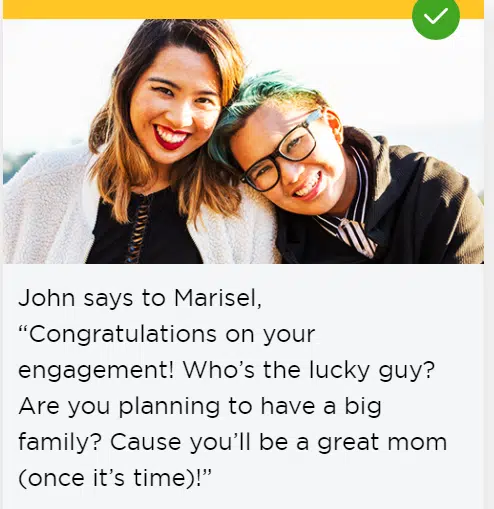 John says to Marisel,
“Congratulations on your
engagement! Who’s the lucky guy?
Are you planning to have a big
family? Cause you’ll be a great mom
(once it’s time)!”